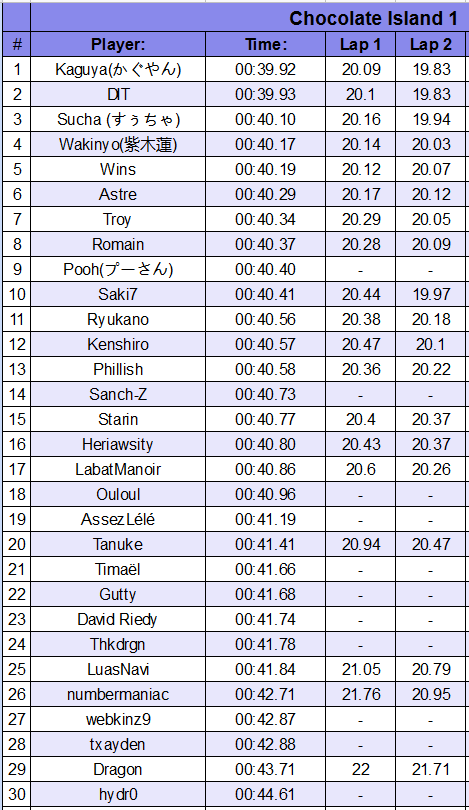 Chocolate Island 1
# Player: Time: Lap 1 Lap 2
1 Kaguya(かぐやん) 00:39.92 20.09 19.83
2 DIT 00:39.93 20.1 19.83
3 Sucha (すぅちゃ) 00:40.10 20.16 19.94
4 Wakinyo(紫木蓮) 00:40.17 20.14 20.03
5 Wins 00:40.19 20.12 20.07
6 Astre 00:40.29 20.17 20.12
7 Troy 00:40.34 20.29 20.05
8 Romain 00:40.37 20.28 20.09
9 Pooh(プーさん) 00:40.40 - -
10 Saki7 00:40.41 20.44 19.97
11 Ryukano 00:40.56 20.38 20.18
12 Kenshiro 00:40.57 20.47 20.1
13 Phillish 00:40.58 20.36 20.22
14 Sanch-Z 00:40.73 - -
15 Starin 00:40.77 20.4 20.37
16 Heriawsity 00:40.80 20.43 20.37
17 LabatManoir 00:40.86 20.6 20.26
18 Ouloul 00:40.96 - -
19 AssezLélé 00:41.19 - -
20 Tanuke 00:41.41 20.94 20.47
21 Timaël 00:41.66 - -
22 Gutty 00:41.68 - -
23 David Riedy 00:41.74 - -
24 Thkdrgn 00:41.78 - -
25 LuasNavi 00:41.84 21.05 20.79
26 numbermaniac 00:42.71 21.76 20.95
27 webkinz9 00:42.87 - -
28 txayden 00:42.88 - -
29 Dragon 00:43.71 22 21.71
30 hydr0 00:44.61 - -